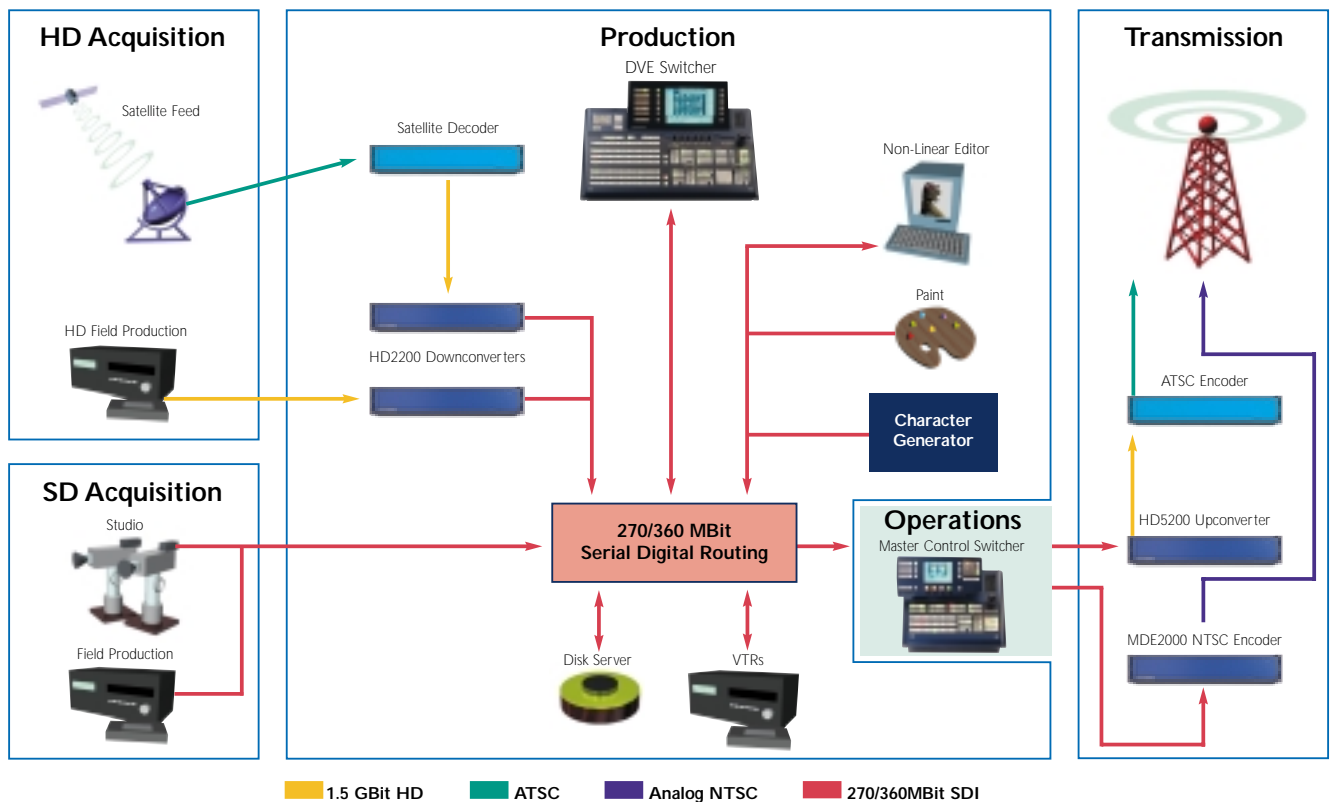 HD Acquisition
Satellite Feed
HD Field Production
SD Acquisition
Studio
Field Production
Production
DVE Switcher
Satellite Decoder
Non-Linear Editor
HD2200 Downconverters
Paint
Character
Generator
270/360 MBit
Serial Digital Routing
Disk Server
VTRs
Operations
Master Control Switcher
Transmission
ATSC Encoder
HD5200 Upconverter
MDE2000 NTSC Encoder
1.5 GBit HD
ATSC
Analog NTSC
270/360MBit SDI